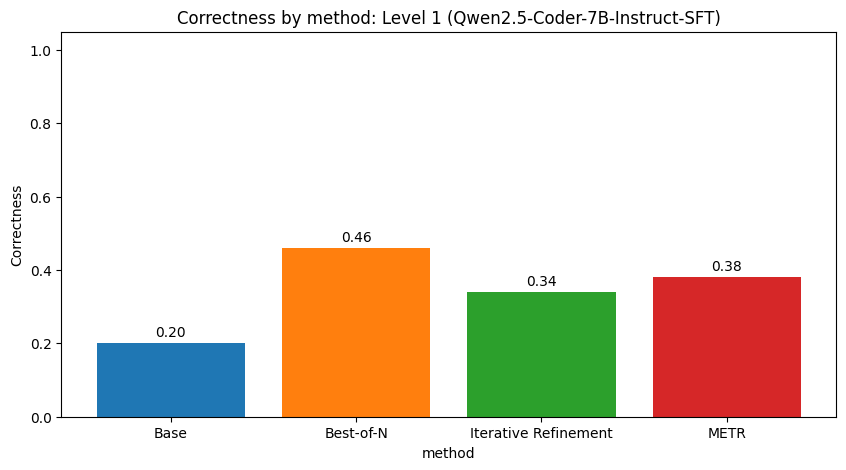 Correctness by method: Level 1 (Qwen2.5-Coder-7B-Instruct-SFT)
Correctness
1.0
0.8
0.6
0.4
0.2
0.0
0.20
0.46
0.34
0.38
Base
Best-of-N
Iterative Refinement
METR
method